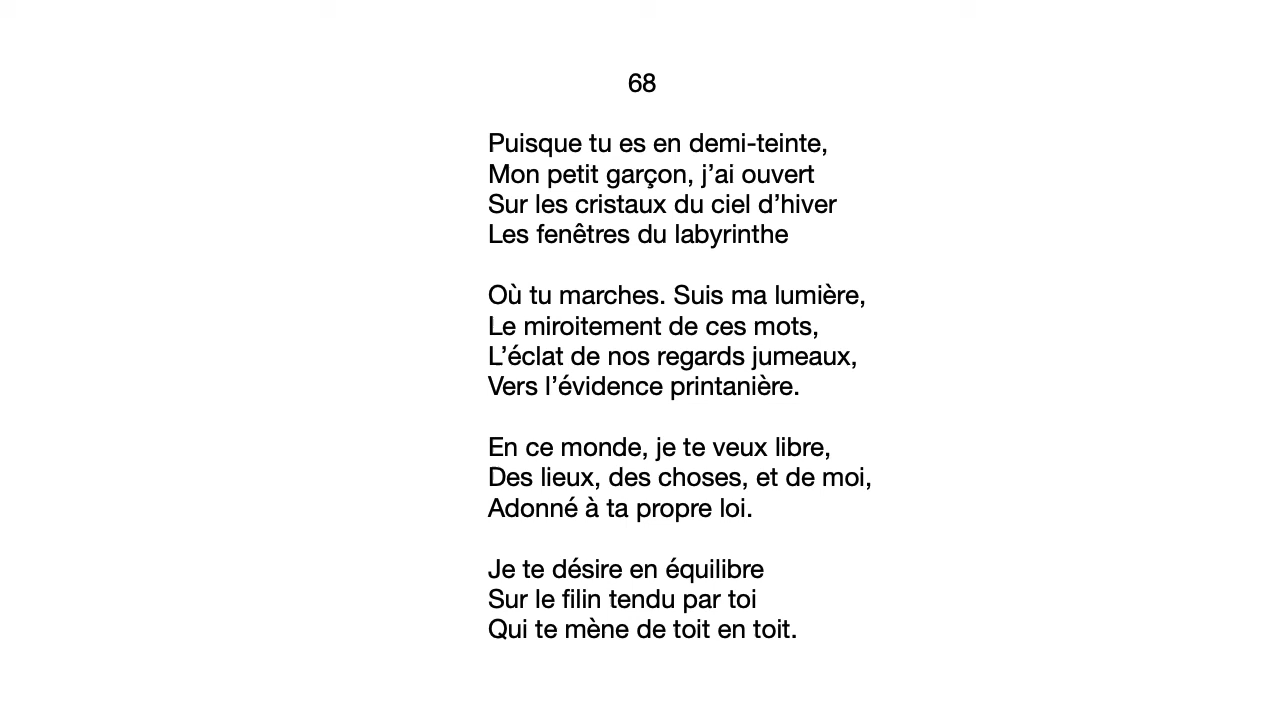 68
Puisque tu es en demi-teinte,
Mon petit garçon, j’ai ouvert
Sur les cristaux du ciel d’hiver
Les fenêtres du labyrinthe
Où tu marches. Suis ma lumière,
Le miroitement de ces mots,
L’éclat de nos regards jumeaux,
Vers l’évidence printanière.
En ce monde, je te veux libre,
Des lieux, des choses, et de moi,
Adonné à ta propre loi.
Je te désire en équilibre
Sur le filin tendu par toi
Qui te mène de toit en toit.